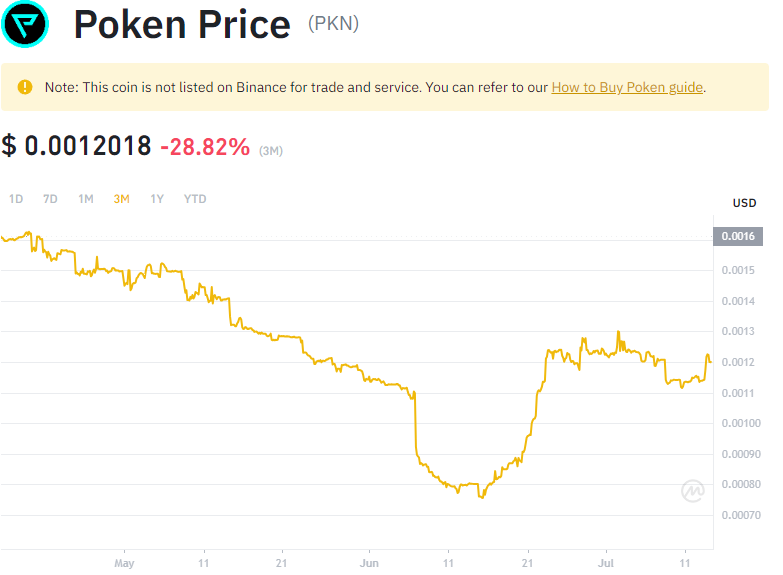 Poken Price (PKN)
Note: This coin is not listed on Binance for trade and service. You can refer to our How to Buy Poken guide.
$ 0.0012018 -28.82% (3M)
1D 7D 1M 3M 1Y YTD
USD
0.0016
0.0015
0.0014
0.0013
0.0012
0.0011
0.00100
0.00090
0.00080
0.00070
May 11 21 Jun 11 21 Jul 11